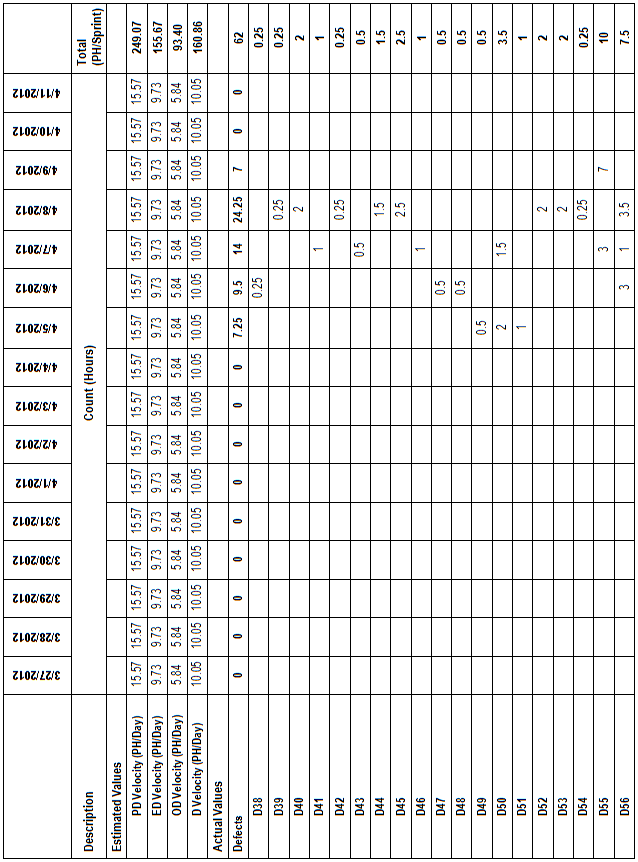 3/27/2012 3/28/2012 3/29/2012 3/30/2012 3/31/2012 4/1/2012 4/2/2012 4/3/2012 4/4/2012 4/5/2012 4/6/2012 4/7/2012 4/8/2012 4/9/2012 4/10/2012 4/11/2012
Description Count (Hours) Total (PH/Sprint)
Estimated Values
PD Velocity (PH/Day) 15.57 15.57 15.57 15.57 15.57 15.57 15.57 15.57 15.57 15.57 15.57 15.57 15.57 15.57 15.57 15.57 249.07
ED Velocity (PH/Day) 9.73 9.73 9.73 9.73 9.73 9.73 9.73 9.73 9.73 9.73 9.73 9.73 9.73 9.73 9.73 9.73 155.67
OD Velocity (PH/Day) 5.84 5.84 5.84 5.84 5.84 5.84 5.84 5.84 5.84 5.84 5.84 5.84 5.84 5.84 5.84 5.84 93.40
D Velocity (PH/Day) 10.05 10.05 10.05 10.05 10.05 10.05 10.05 10.05 10.05 10.05 10.05 10.05 10.05 10.05 10.05 10.05 160.86
Actual Values
Defects 0 0 0 0 0 0 0 0 0 7.25 9.5 14 24.25 7 0 0 62
D38 0.25 0.25
D39 0.25 0.25
D40 2 2
D41 1 1
D42 0.25 0.25
D43 0.5 0.5
D44 1.5 1.5
D45 2.5 2.5
D46 1 1
D47 0.5 0.5
D48 0.5 0.5
D49 0.5 0.5
D50 2 1.5 3.5
D51 1 1
D52 2 2
D53 2 2
D54 0.25 0.25
D55 3 7 10
D56 3 1 3.5 7.5